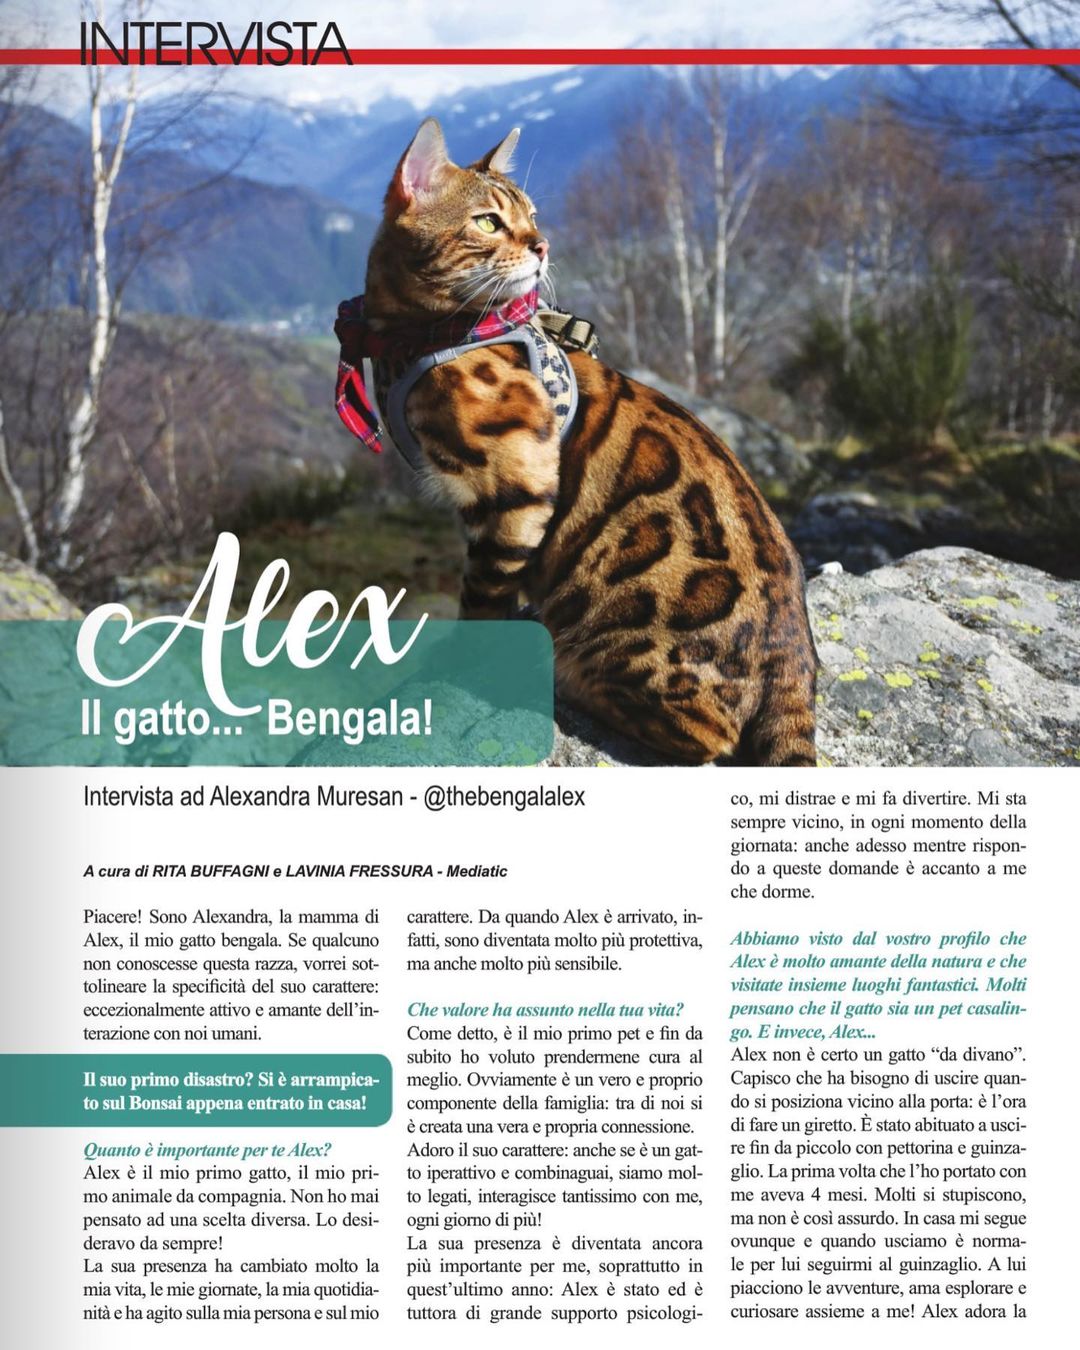 INTERVISTA
Alex
Il gatto... Bengala!
Intervista ad Alexandra Muresan - @thebengalalex
A cura di RITA BUFFAGNI e LAVINIA FRESSURA - Mediatic
Piacere! Sono Alexandra, la mamma di
Alex, il mio gatto bengala. Se qualcuno
non conoscesse questa razza, vorrei sot-
tolineare la specificità del suo carattere:
eccezionalmente attivo e amante dell'in-
terazione con noi umani.
Il suo primo disastro? Si è arrampica-
to sul Bonsai appena entrato in casa!
Quanto è importante per te Alex?
Alex è il mio primo gatto, il mio pri-
mo animale da compagnia. Non ho mai
pensato ad una scelta diversa. Lo desi-
deravo da sempre!
La sua presenza ha cambiato molto la
mia vita, le mie giornate, la mia quotidia-
nità e ha agito sulla mia persona e sul mio
carattere. Da quando Alex è arrivato, in-
fatti, sono diventata molto più protettiva,
ma anche molto più sensibile.
Che valore ha assunto nella tua vita?
Come detto, è il mio primo pet e fin da
subito ho voluto prendermene cura al
meglio. Ovviamente è un vero e proprio
componente della famiglia: tra di noi si
è creata una vera e propria connessione.
Adoro il suo carattere: anche se è un gat-
to iperattivo e combinaguai, siamo mol-
to legati, interagisce tantissimo con me,
ogni giorno di più!
La sua presenza è diventata ancora
più importante per me, soprattutto in
quest'ultimo anno: Alex è stato ed è
tuttora di grande supporto psicologi-
co, mi distrae e mi fa divertire. Mi sta
sempre vicino, in ogni momento della
giornata: anche adesso mentre rispon-
do a queste domande è accanto a me
che dorme.
Abbiamo visto dal vostro profilo che
Alex è molto amante della natura e che
visitate insieme luoghi fantastici. Molti
pensano che il gatto sia un pet casalin-
go. E invece, Alex...
Alex non è certo un gatto “da divano”.
Capisco che ha bisogno di uscire quan-
do si posiziona vicino alla porta: è l'ora
di fare un giretto. È stato abituato a usci-
re fin da piccolo con pettorina e guinza-
glio. La prima volta che l'ho portato con
me aveva 4 mesi. Molti si stupiscono,
ma non è così assurdo. In casa mi segue
ovunque e quando usciamo è norma-
le per lui seguirmi al guinzaglio. A lui
piacciono le avventure, ama esplorare e
curiosare assieme a me! Alex adora la